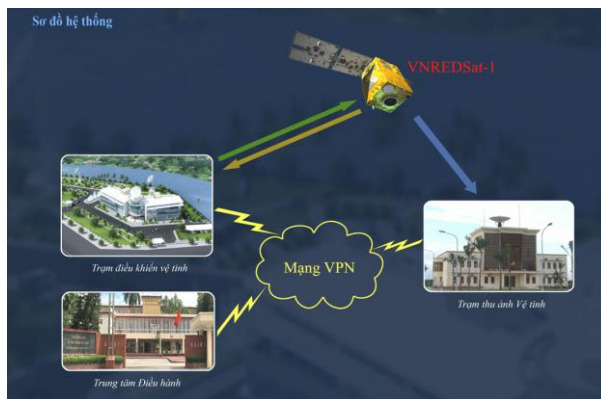 Sơ đồ hệ thống
VNREDSat-1
Trạm điều khiển vệ tinh
Mạng VPN
Trạm thu ảnh Vệ tinh
Trung tâm Điều hành